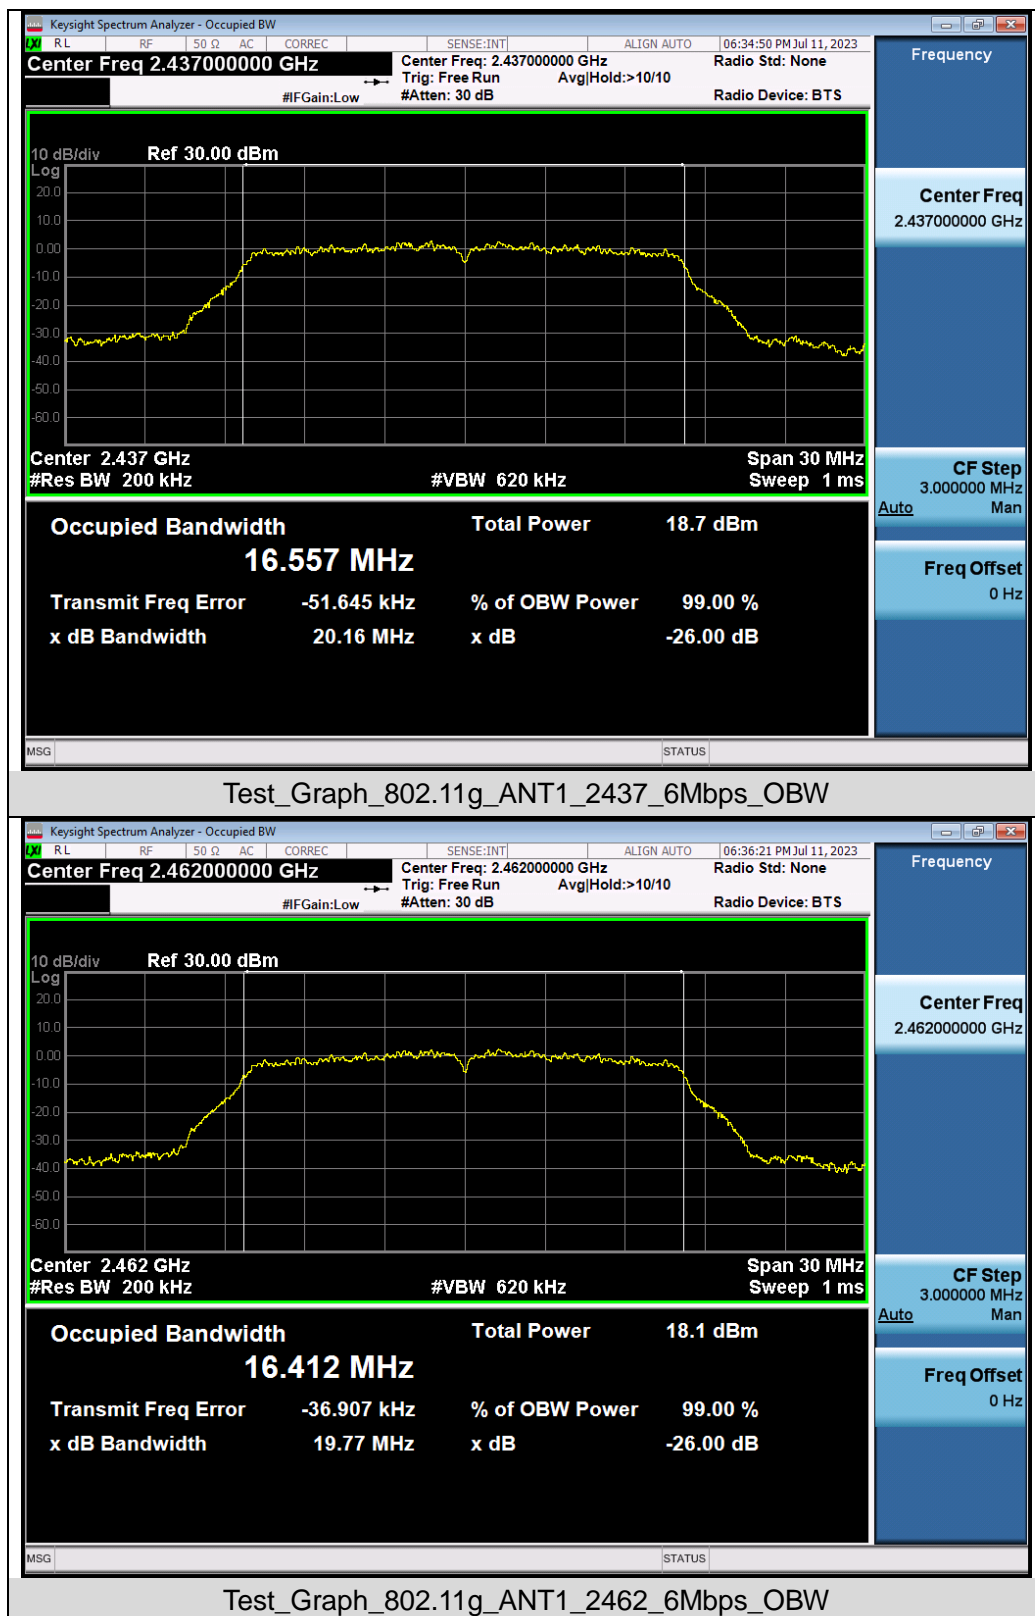 Keysight Spectrum Analyzer - Occupied BW
LXI RL RF 50 Ω AC CORREC SENSE:INT ALIGN AUTO 06:34:50 PM Jul 11, 2023
Center Freq 2.437000000 GHz
Center Freq: 2.437000000 GHz Radio Std: None
Trig: Free Run Avg|Hold:>10/10
#IFGain:Low #Atten: 30 dB Radio Device: BTS
Frequency
10 dB/div Ref 30.00 dBm
Log
20.0
10.0
0.00
-10.0
-20.0
-30.0
-40.0
-50.0
-60.0
Center 2.437 GHz Span 30 MHz
#Res BW 200 kHz #VBW 620 kHz Sweep 1 ms
Occupied Bandwidth Total Power 18.7 dBm
16.557 MHz
Transmit Freq Error -51.645 kHz % of OBW Power 99.00 %
x dB Bandwidth 20.16 MHz x dB -26.00 dB
Center Freq
2.437000000 GHz
CF Step
3.000000 MHz
Auto Man
Freq Offset
0 Hz
MSG STATUS
Test_Graph_802.11g_ANT1_2437_6Mbps_OBW
Keysight Spectrum Analyzer - Occupied BW
LXI RL RF 50 Ω AC CORREC SENSE:INT ALIGN AUTO 06:36:21 PM Jul 11, 2023
Center Freq 2.462000000 GHz
Center Freq: 2.462000000 GHz Radio Std: None
Trig: Free Run Avg|Hold:>10/10
#IFGain:Low #Atten: 30 dB Radio Device: BTS
Frequency
10 dB/div Ref 30.00 dBm
Log
20.0
10.0
0.00
-10.0
-20.0
-30.0
-40.0
-50.0
-60.0
Center 2.462 GHz Span 30 MHz
#Res BW 200 kHz #VBW 620 kHz Sweep 1 ms
Occupied Bandwidth Total Power 18.1 dBm
16.412 MHz
Transmit Freq Error -36.907 kHz % of OBW Power 99.00 %
x dB Bandwidth 19.77 MHz x dB -26.00 dB
Center Freq
2.462000000 GHz
CF Step
3.000000 MHz
Auto Man
Freq Offset
0 Hz
MSG STATUS
Test_Graph_802.11g_ANT1_2462_6Mbps_OBW